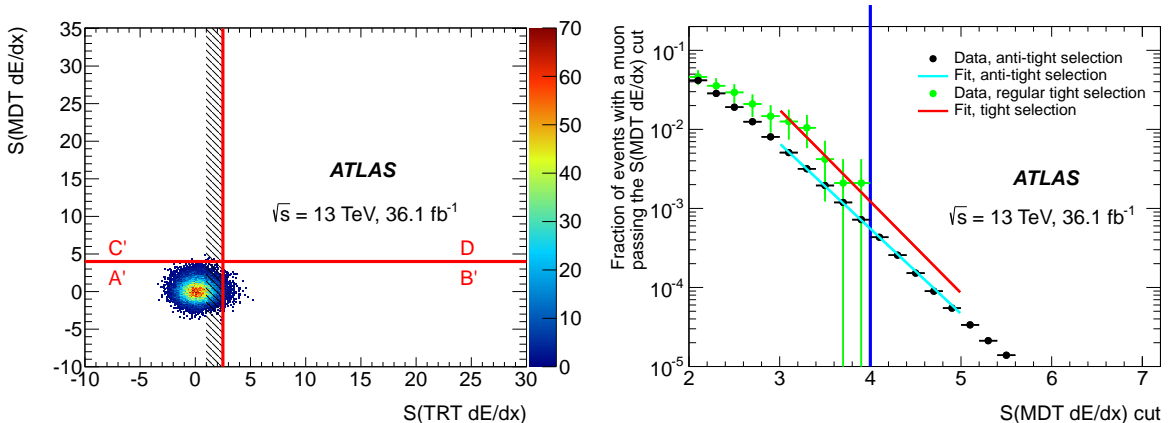 S(MDT dE/dx)
35
30
25
20
15
10
5
0
-5
-10
-10 -5 0 5 10 15 20 25 30
S(TRT dE/dx)
ATLAS
√s = 13 TeV, 36.1 fb⁻¹
C' D
A' B'
70
60
50
40
30
20
10
0
Fraction of events with a muon
passing the S(MDT dE/dx) cut
10⁻¹
10⁻²
10⁻³
10⁻⁴
10⁻⁵
2 3 4 5 6 7
S(MDT dE/dx) cut
Data, anti-tight selection
Fit, anti-tight selection
Data, regular tight selection
Fit, tight selection
ATLAS
√s = 13 TeV, 36.1 fb⁻¹